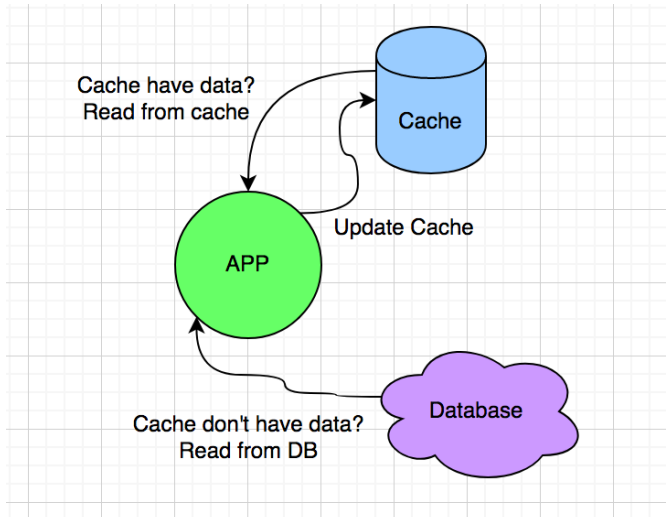 Cache have data?
Read from cache
Cache
Update Cache
APP
Database
Cache don't have data?
Read from DB